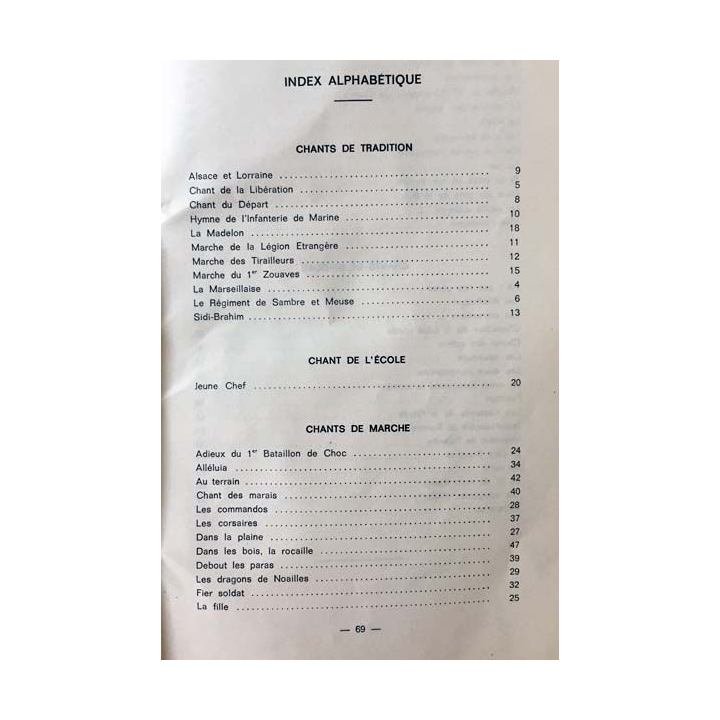 INDEX ALPHABÉTIQUE
CHANTS DE TRADITION
Alsace et Lorraine ........................................ 9
Chant de la Libération ........................................ 5
Chant du Départ ........................................ 8
Hymne de l'Infanterie de Marine ........................................ 10
La Madelon ........................................ 18
Marche de la Légion Etrangère ........................................ 11
Marche des Tirailleurs ........................................ 12
Marche du 1er Zouaves ........................................ 15
La Marseillaise ........................................ 4
Le Régiment de Sambre et Meuse ........................................ 6
Sidi-Brahim ........................................ 13
CHANT DE L'ÉCOLE
Jeune Chef ........................................ 20
CHANTS DE MARCHE
Adieux du 1er Bataillon de Choc ........................................ 24
Alléluia ........................................ 34
Au terrain ........................................ 42
Chant des marais ........................................ 40
Les commandos ........................................ 28
Les corsaires ........................................ 37
Dans la plaine ........................................ 27
Dans les bois, la rocaille ........................................ 47
Debout les paras ........................................ 39
Les dragons de Noailles ........................................ 29
Fier soldat ........................................ 32
La fille ........................................ 25
— 69 —